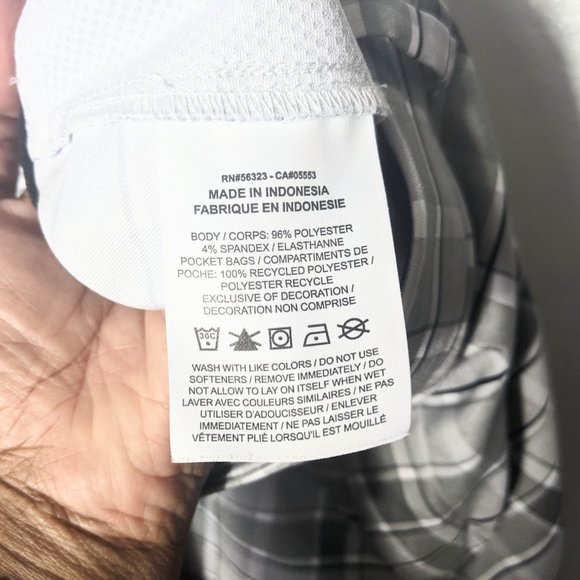 RN#56323 - CA#05553
MADE IN INDONESIA
FABRIQUE EN INDONESIE
BODY / CORPS: 96% POLYESTER
4% SPANDEX / ELASTHANNE
POCKET BAGS / COMPARTIMENTS DE
POCHE: 100% RECYCLED POLYESTER /
POLYESTER RECYCLE
EXCLUSIVE OF DECORATION /
DECORATION NON COMPRISE
30C
WASH WITH LIKE COLORS / DO NOT USE
SOFTENERS / REMOVE IMMEDIATELY / DO
NOT ALLOW TO LAY ON ITSELF WHEN WET
LAVER AVEC COULEURS SIMILAIRES / NE PAS
UTILISER D'ADOUCISSEUR / ENLEVER
IMMEDIATEMENT / NE PAS LAISSER LE
VÊTEMENT PLIÉ LORSQU'IL EST MOUILLÉ